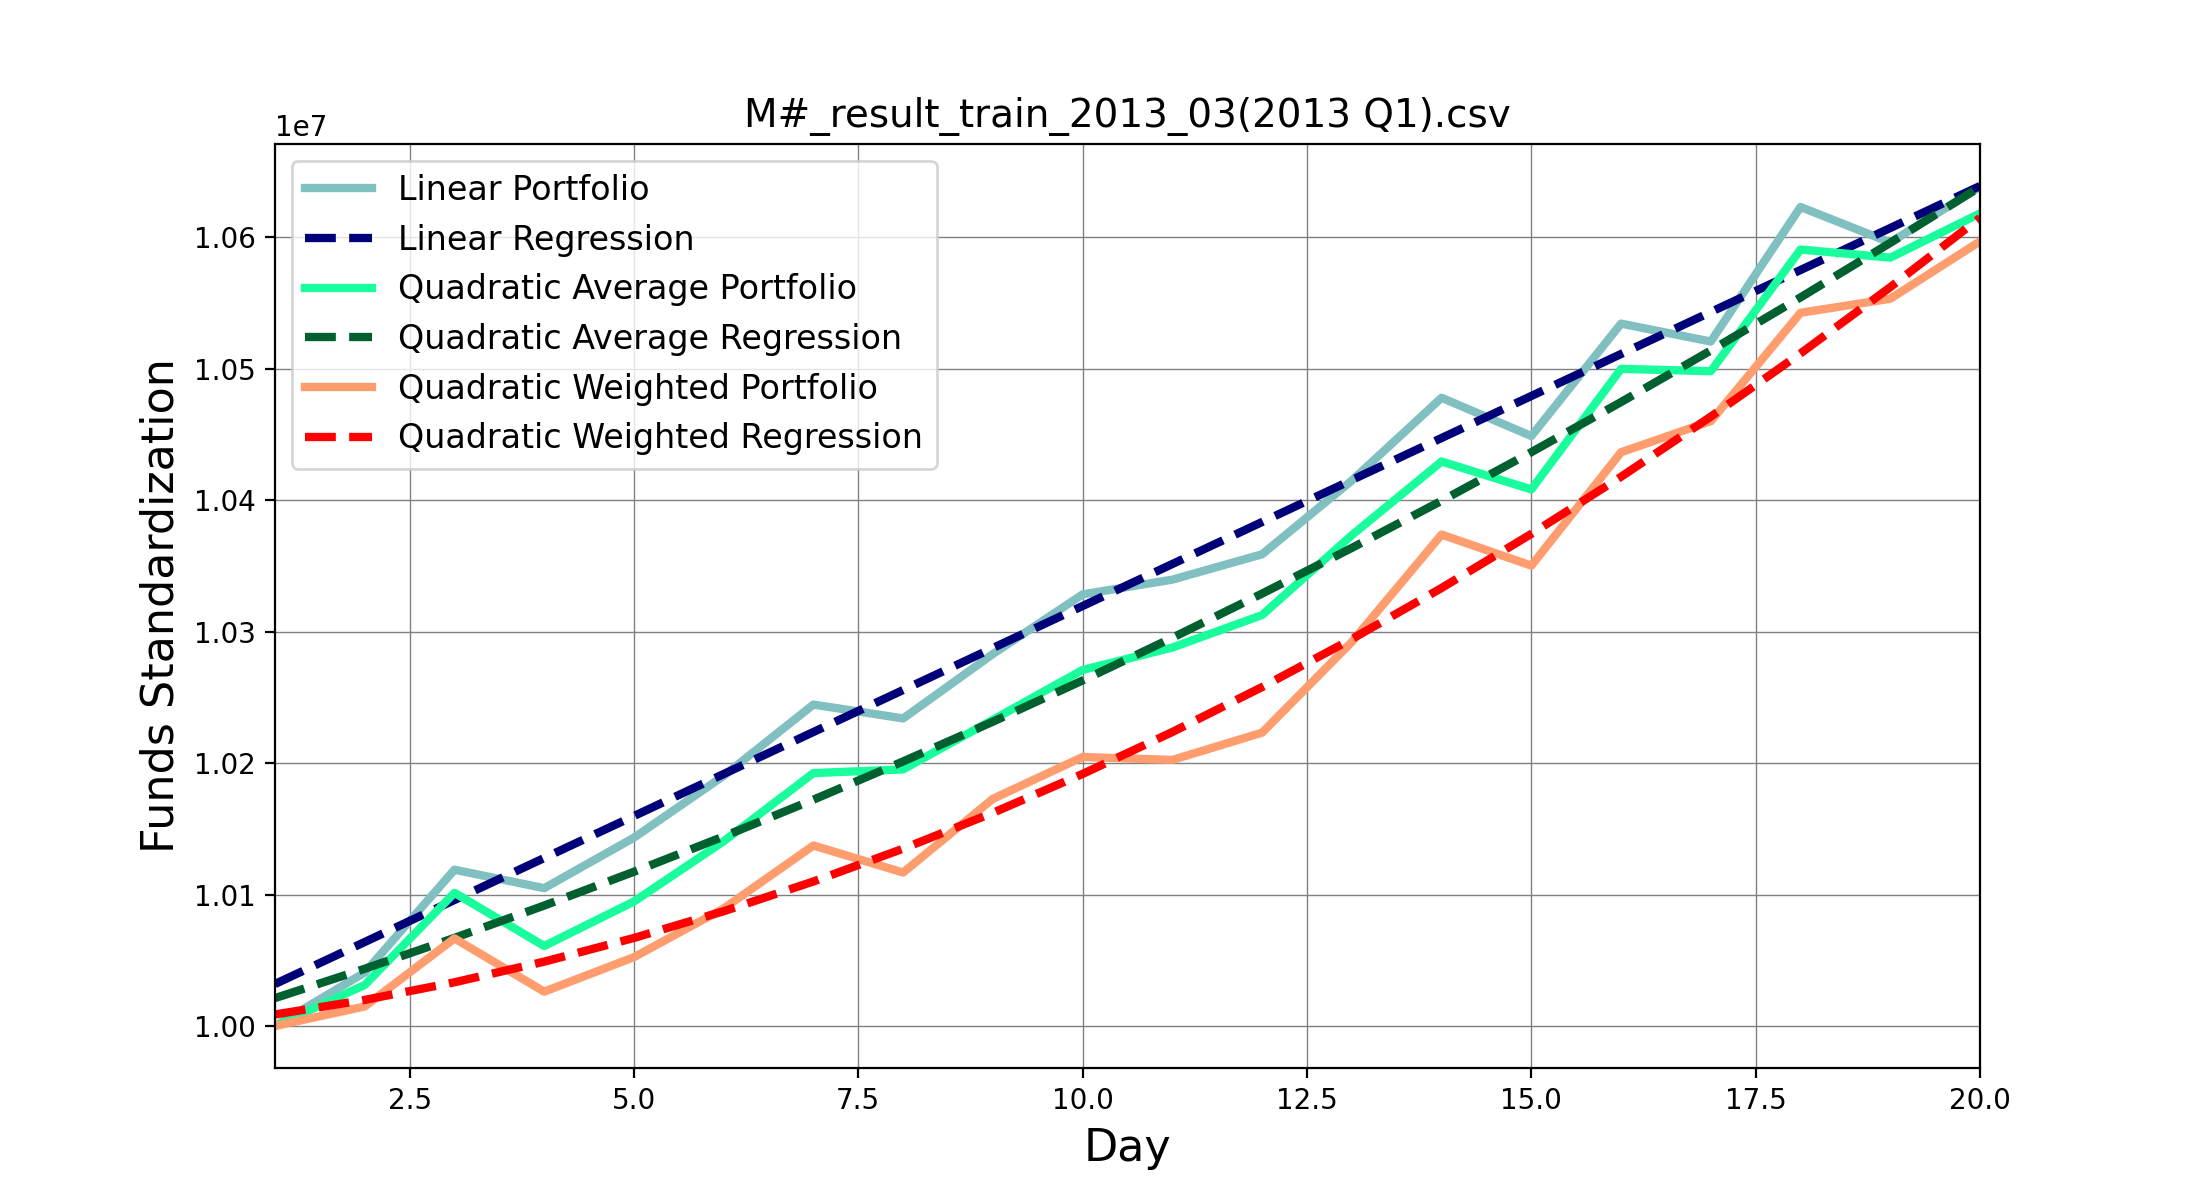 M#_result_train_2013_03(2013 Q1).csv
1e7
Linear Portfolio
Linear Regression
Quadratic Average Portfolio
Quadratic Average Regression
Quadratic Weighted Portfolio
Quadratic Weighted Regression
1.06
1.05
1.04
1.03
1.02
1.01
1.00
Funds Standardization
2.5 5.0 7.5 10.0 12.5 15.0 17.5 20.0
Day